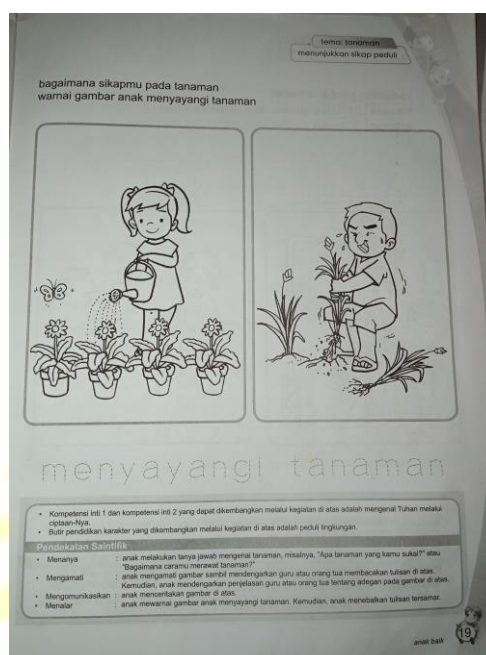 tema: tanaman
menunjukkan sikap peduli
bagaimana sikapmu pada tanaman
warnai gambar anak menyayangi tanaman
menyayangi tanaman
• Kompetensi inti 1 dan kompetensi inti 2 yang dapat dikembangkan melalui kegiatan di atas adalah mengenal Tuhan melalui
ciptaan-Nya.
• Butir pendidikan karakter yang dikembangkan melalui kegiatan di atas adalah peduli lingkungan.
Pendekatan Saintifik
• Menanya : anak melakukan tanya jawab mengenai tanaman, misalnya, "Apa tanaman yang kamu sukai?" atau
"Bagaimana caramu merawat tanaman?"
• Mengamati : anak mengamati gambar sambil mendengarkan guru atau orang tua membacakan tulisan di atas.
Kemudian, anak mendengarkan penjelasan guru atau orang tua tentang adegan pada gambar di atas.
• Mengomunikasikan : anak menceritakan gambar di atas.
• Menalar : anak mewarnai gambar anak menyayangi tanaman. Kemudian, anak menebalkan tulisan tersamar.
anak baik
19